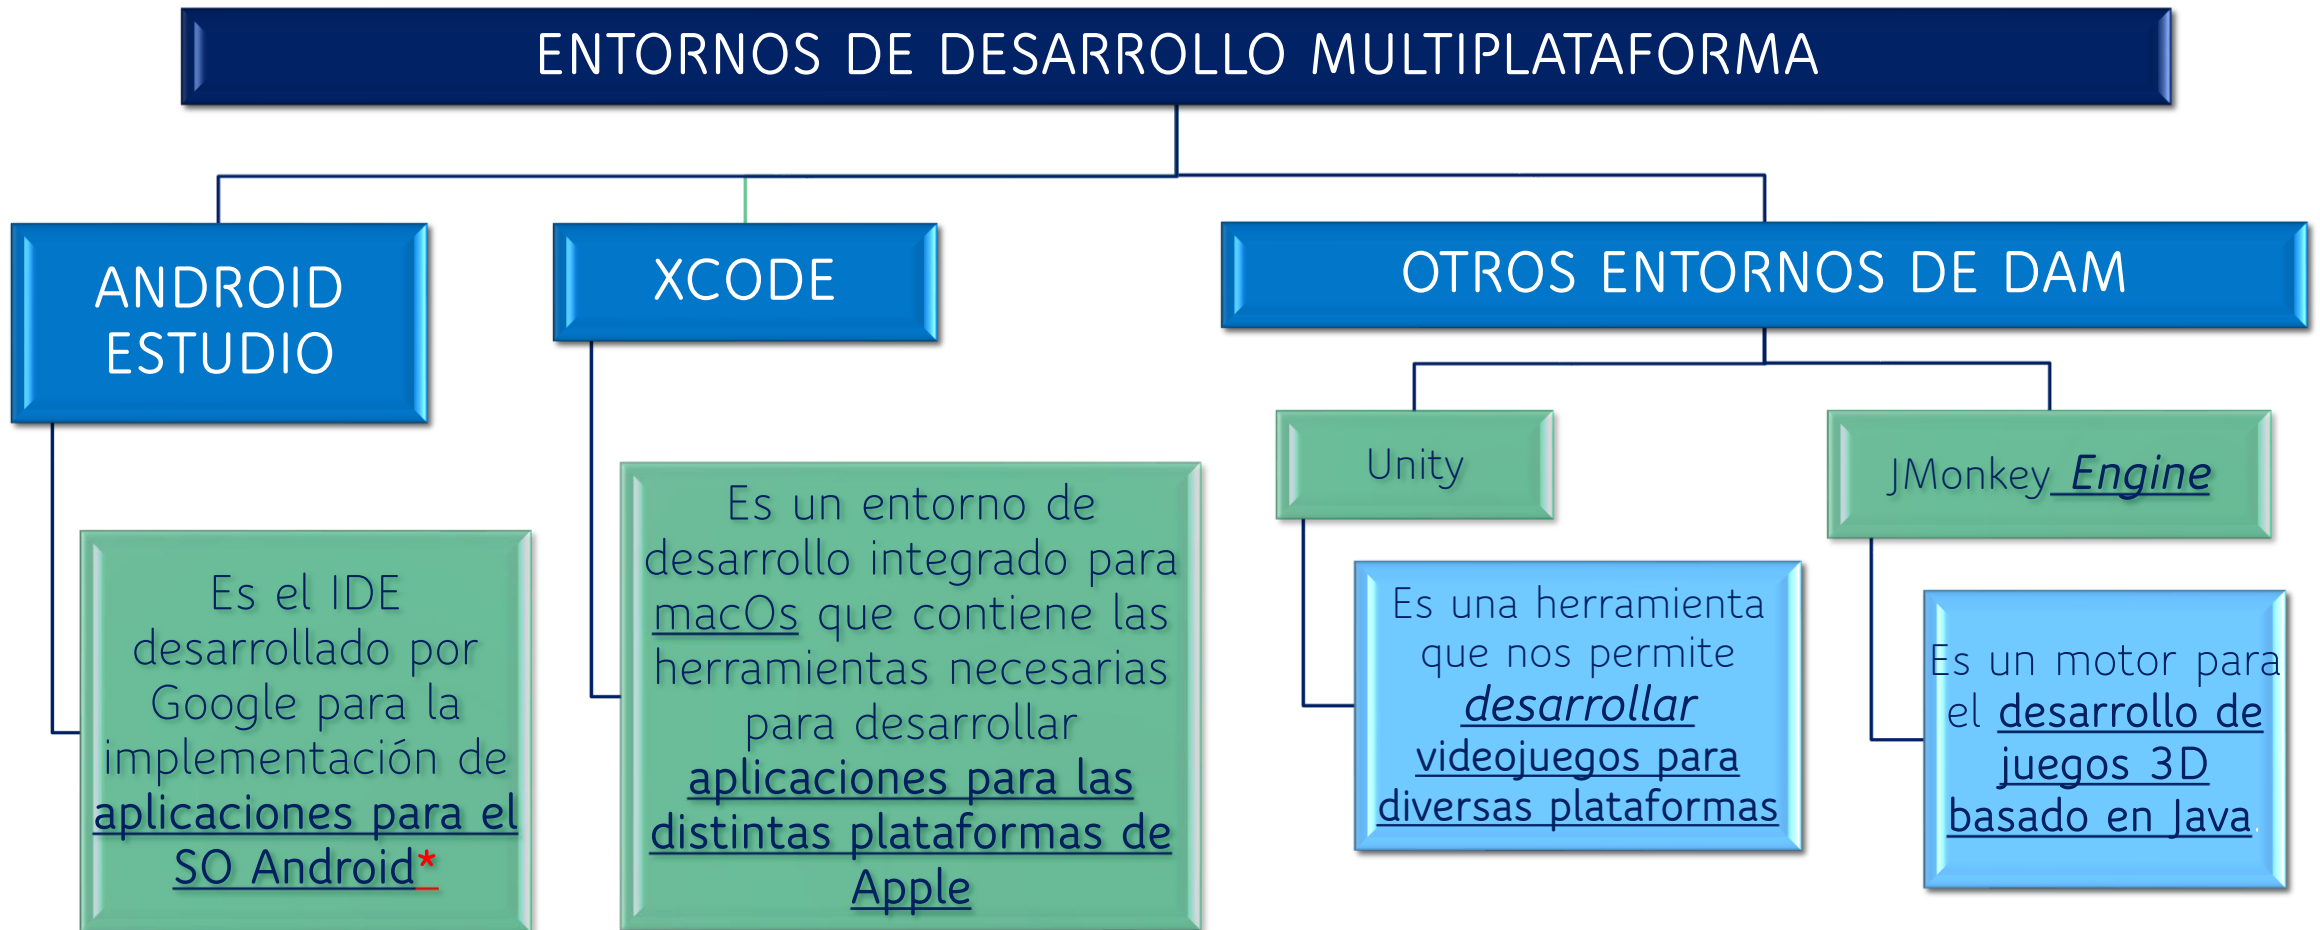 ENTORNOS DE DESARROLLO MULTIPLATAFORMA
ANDROID
ESTUDIO
Es el IDE
desarrollado por
Google para la
implementación de
aplicaciones para el
SO Android*
XCODE
Es un entorno de
desarrollo integrado para
macOs que contiene las
herramientas necesarias
para desarrollar
aplicaciones para las
distintas plataformas de
Apple
OTROS ENTORNOS DE DAM
Unity
Es una herramienta
que nos permite
desarrollar
videojuegos para
diversas plataformas
JMonkey Engine
Es un motor para
el desarrollo de
juegos 3D
basado en Java.